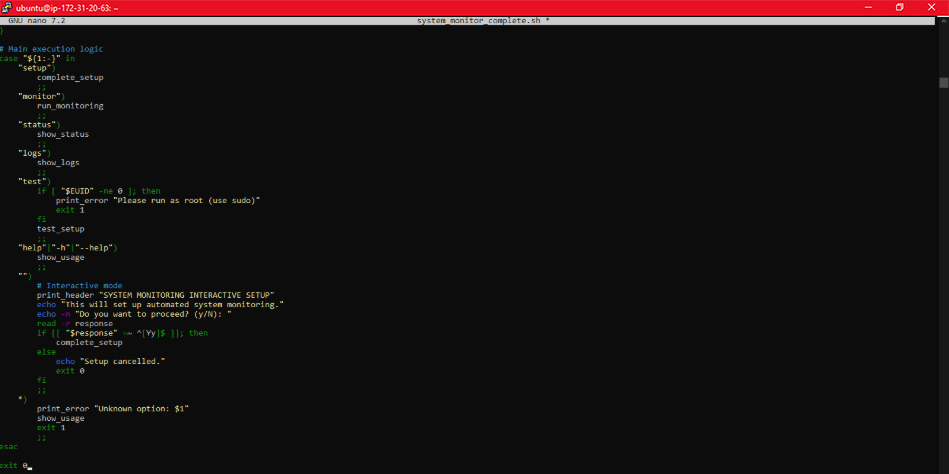 ubuntu@ip-172-31-20-63: ~
GNU nano 7.2 system_monitor_complete.sh *
}
# Main execution logic
case "${1:-}" in
    "setup")
        complete_setup
        ;;
    "monitor")
        run_monitoring
        ;;
    "status")
        show_status
        ;;
    "logs")
        show_logs
        ;;
    "test")
        if [ "$EUID" -ne 0 ]; then
            print_error "Please run as root (use sudo)"
            exit 1
        fi
        test_setup
        ;;
    "help"|"-h"|"--help")
        show_usage
        ;;
    "")
        # Interactive mode
        print_header "SYSTEM MONITORING INTERACTIVE SETUP"
        echo "This will set up automated system monitoring."
        echo -n "Do you want to proceed? (y/N): "
        read -r response
        if [[ "$response" =~ ^[Yy]$ ]]; then
            complete_setup
        else
            echo "Setup cancelled."
            exit 0
        fi
        ;;
    *)
        print_error "Unknown option: $1"
        show_usage
        exit 1
        ;;
esac
exit 0